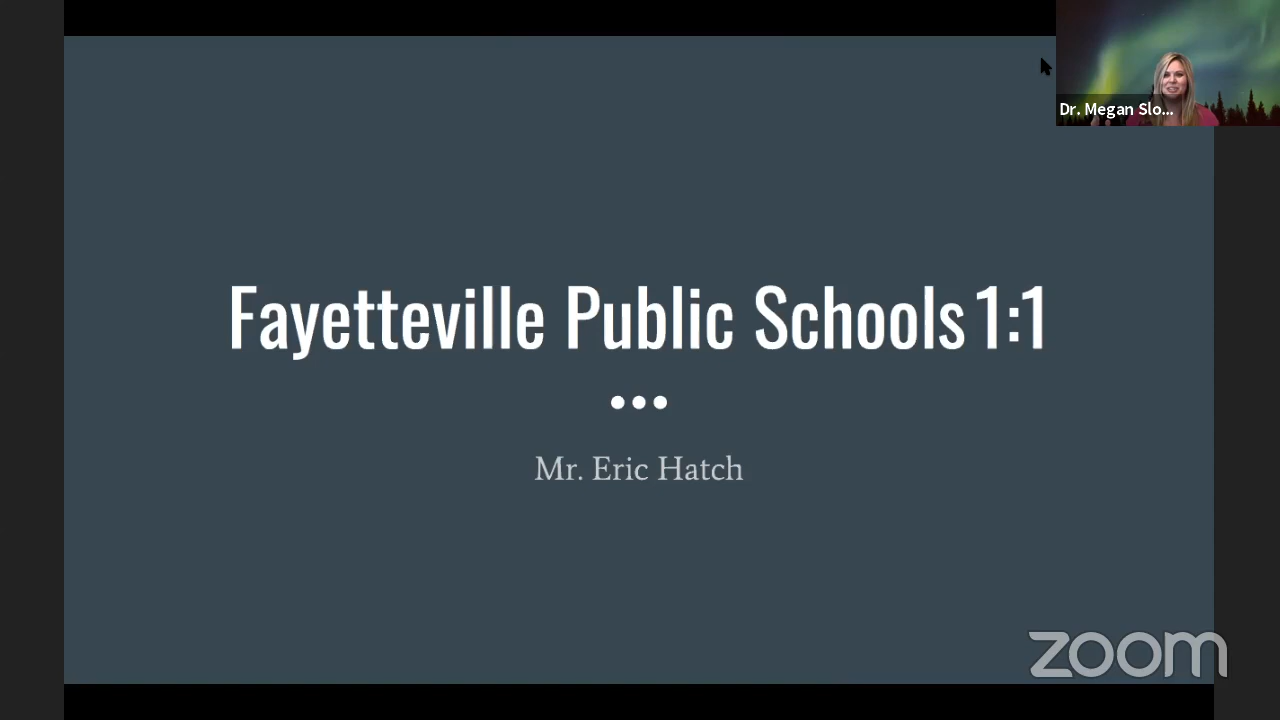 Dr. Megan Slo...
Fayetteville Public Schools 1:1
Mr. Eric Hatch
zoom